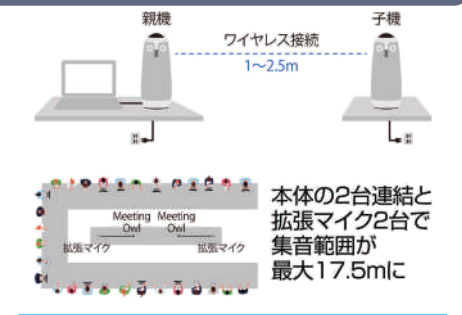 親機
子機
ワイヤレス接続
1〜2.5m
Meeting Owl
Meeting Owl
拡張マイク
拡張マイク
本体の2台連結と
拡張マイク2台で
集音範囲が
最大17.5mに